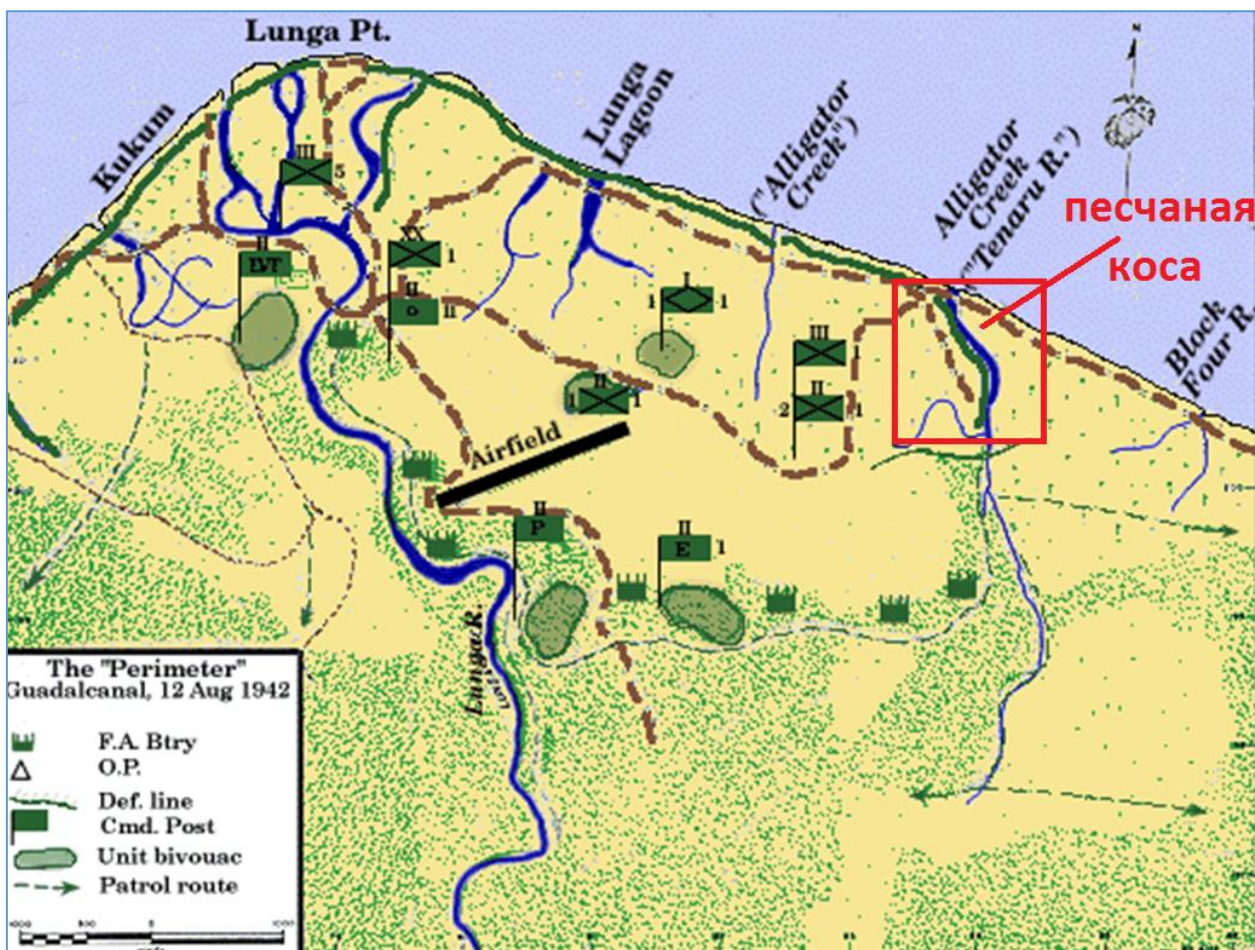 Lunga Pt.
Kukum
Lunga
Lagoon
("Alligator
Creek")
Alligator
Creek
("Tenaru R.")
N
песчаная
коса
Block
Four R.
III
5
II
LVT
XX
1
II
II
I
1 1
III
1
II
2 1
II
1 1
Airfield
II
P
II
E 1
Lunga R.
The "Perimeter"
Guadalcanal, 12 Aug 1942
F.A. Btry
O.P.
Def. line
Cmd. Post
Unit bivouac
Patrol route